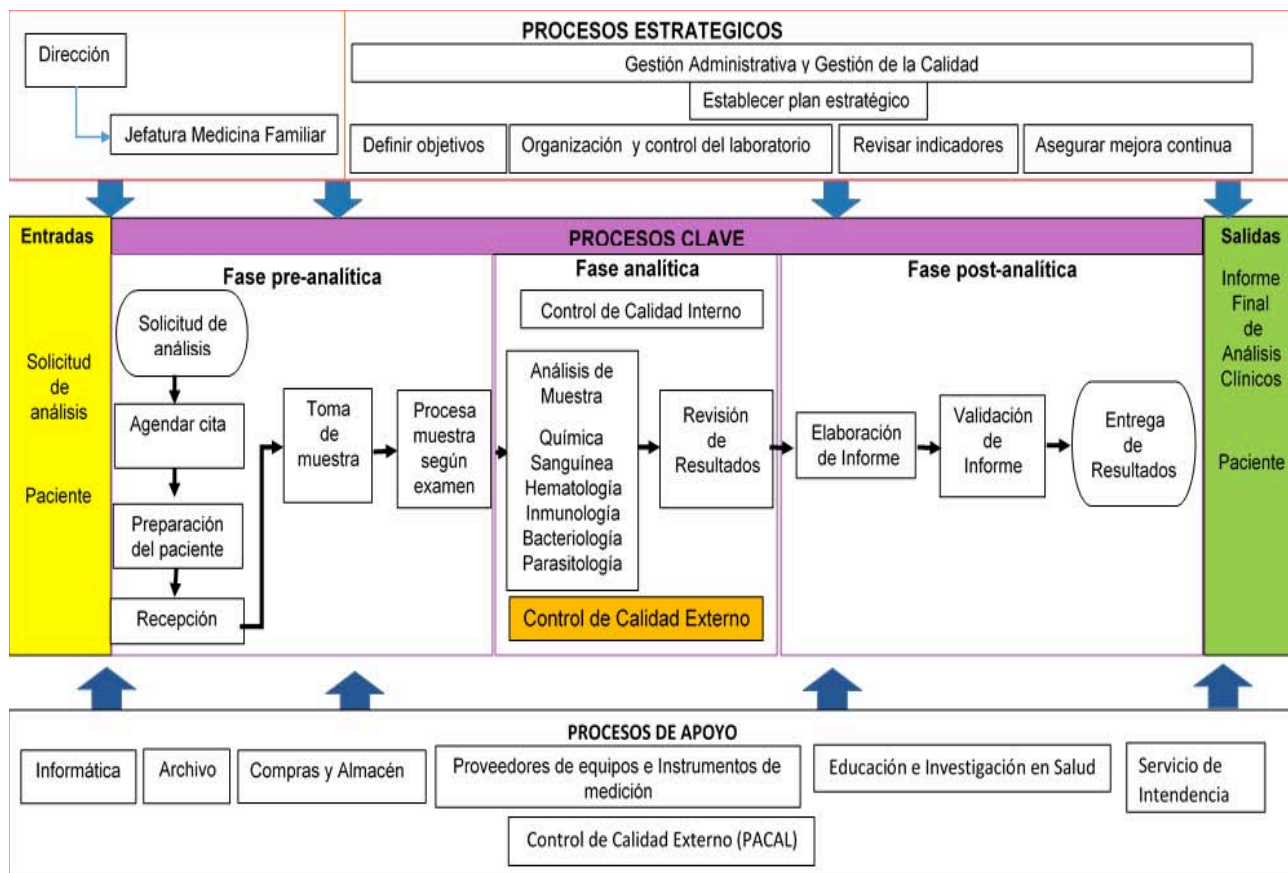 PROCESOS ESTRATEGICOS
Dirección
Jefatura Medicina Familiar
Gestión Administrativa y Gestión de la Calidad
Establecer plan estratégico
Definir objetivos
Organización y control del laboratorio
Revisar indicadores
Asegurar mejora continua
Entradas
Solicitud
de
análisis
Paciente
PROCESOS CLAVE
Fase pre-analítica
Solicitud de
análisis
Agendar cita
Preparación
del paciente
Recepción
Toma
de
muestra
Procesa
muestra
según
examen
Fase analítica
Control de Calidad Interno
Análisis de
Muestra
Química
Sanguínea
Hematología
Inmunología
Bacteriología
Parasitología
Revisión
de
Resultados
Control de Calidad Externo
Fase post-analítica
Elaboración
de Informe
Validación
de
Informe
Entrega
de
Resultados
Salidas
Informe
Final
de
Análisis
Clínicos
Paciente
PROCESOS DE APOYO
Informática
Archivo
Compras y Almacén
Proveedores de equipos e Instrumentos de
medición
Educación e Investigación en Salud
Servicio de
Intendencia
Control de Calidad Externo (PACAL)